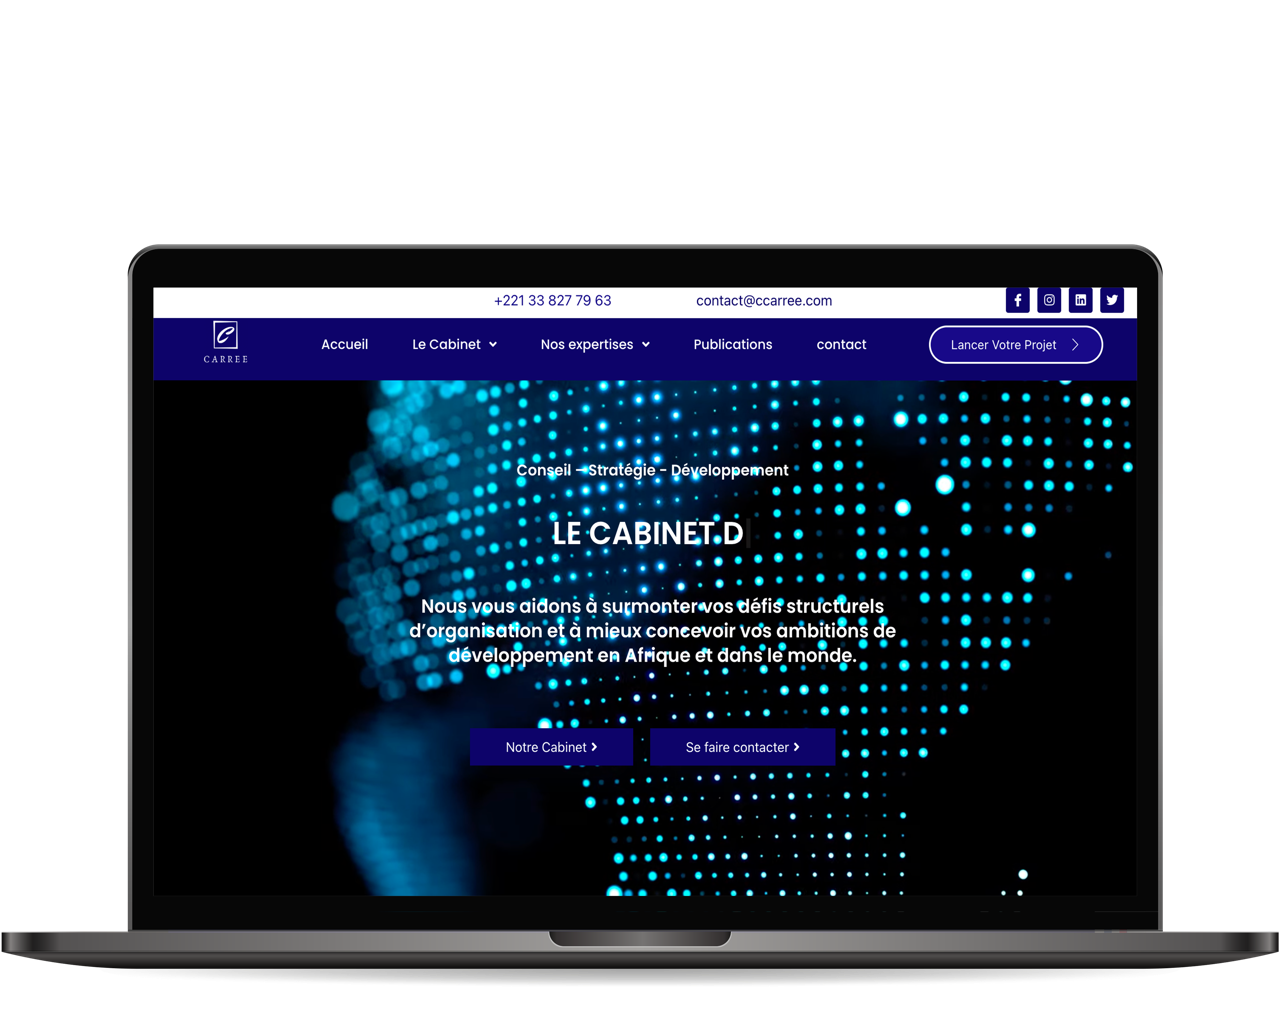 +221 33 827 79 63 contact@ccarree.com
C
CARREE
Accueil Le Cabinet Nos expertises Publications contact Lancer Votre Projet
Conseil – Stratégie - Développement
LE CABINET D
Nous vous aidons à surmonter vos défis structurels
d’organisation et à mieux concevoir vos ambitions de
développement en Afrique et dans le monde.
Notre Cabinet Se faire contacter